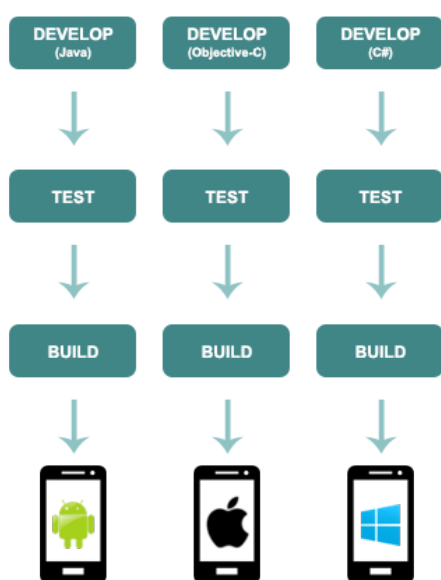 DEVELOP
(Java)
DEVELOP
(Objective-C)
DEVELOP
(C#)
TEST
TEST
TEST
BUILD
BUILD
BUILD